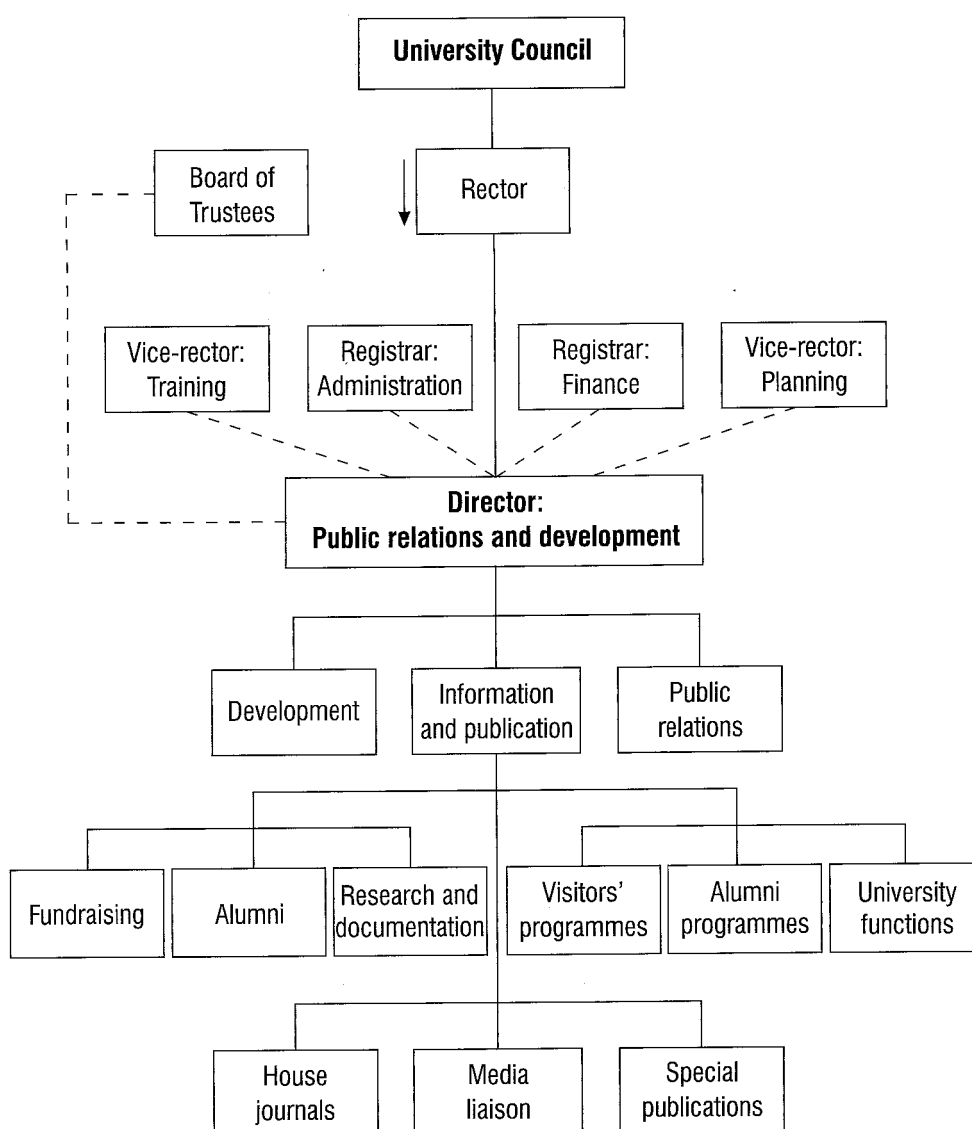 University Council
Board of
Trustees
Rector
Vice-rector:
Training
Registrar:
Administration
Registrar:
Finance
Vice-rector:
Planning
Director:
Public relations and development
Development
Information
and publication
Public
relations
Fundraising
Alumni
Research and
documentation
Visitors'
programmes
Alumni
programmes
University
functions
House
journals
Media
liaison
Special
publications